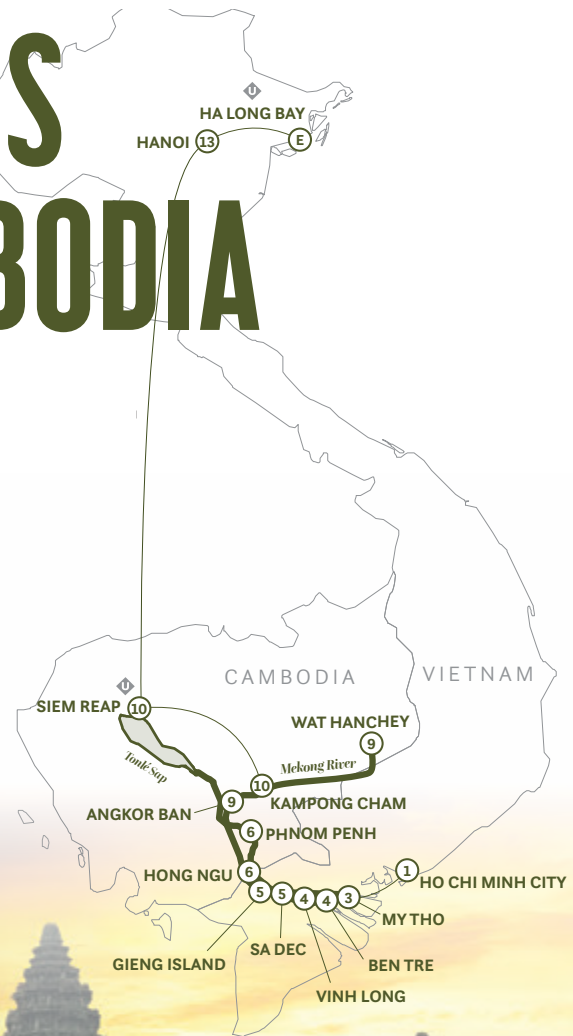 S
BODIA
U
HA LONG BAY
HANOI 13
E
CAMBODIA
VIETNAM
U
SIEM REAP 10
WAT HANCHEY
9
Tonlé Sap
Mekong River
10
KAMPONG CHAM
9
ANGKOR BAN
6 PHNOM PENH
HONG NGU 6
1
HO CHI MINH CITY
5 5 4 4 3
MY THO
SA DEC
GIENG ISLAND
BEN TRE
VINH LONG